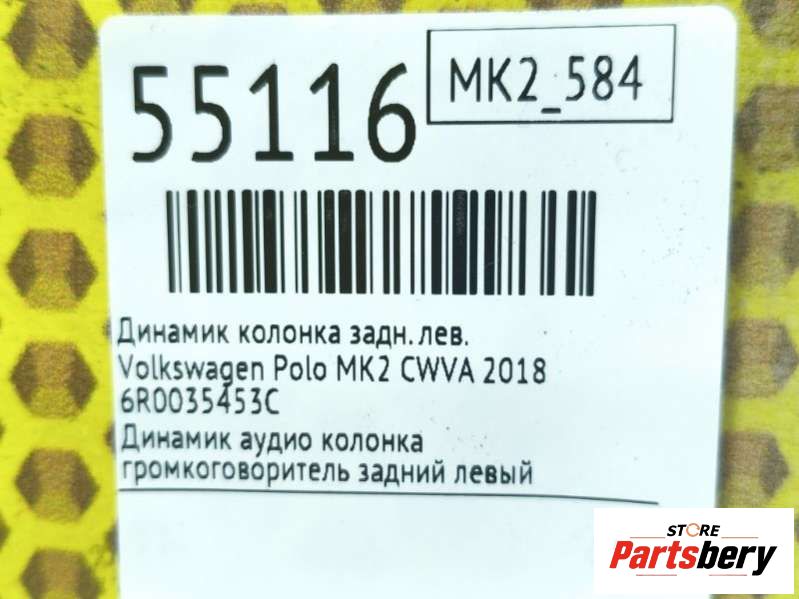 55116
MK2_584
Динамик колонка задн. лев.
Volkswagen Polo MK2 CWVA 2018
6R0035453C
Динамик аудио колонка
громкоговоритель задний левый
STORE
Partsbery